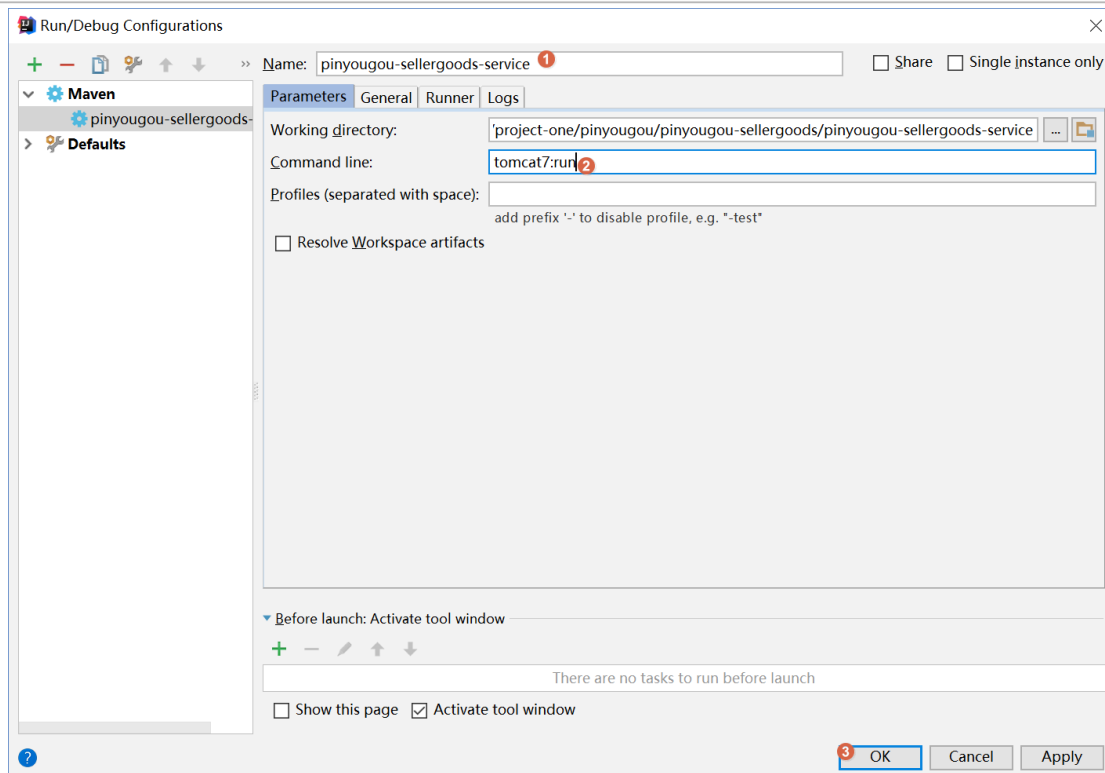 Run/Debug Configurations
» Name: pinyougou-sellergoods-service 1 Share Single instance only
Maven
pinyougou-sellergoods-
Defaults
Parameters General Runner Logs
Working directory: 'project-one/pinyougou/pinyougou-sellergoods/pinyougou-sellergoods-service ...
Command line: tomcat7:run 2
Profiles (separated with space):
add prefix '-' to disable profile, e.g. "-test"
Resolve Workspace artifacts
Before launch: Activate tool window
There are no tasks to run before launch
Show this page Activate tool window
? 3 OK Cancel Apply